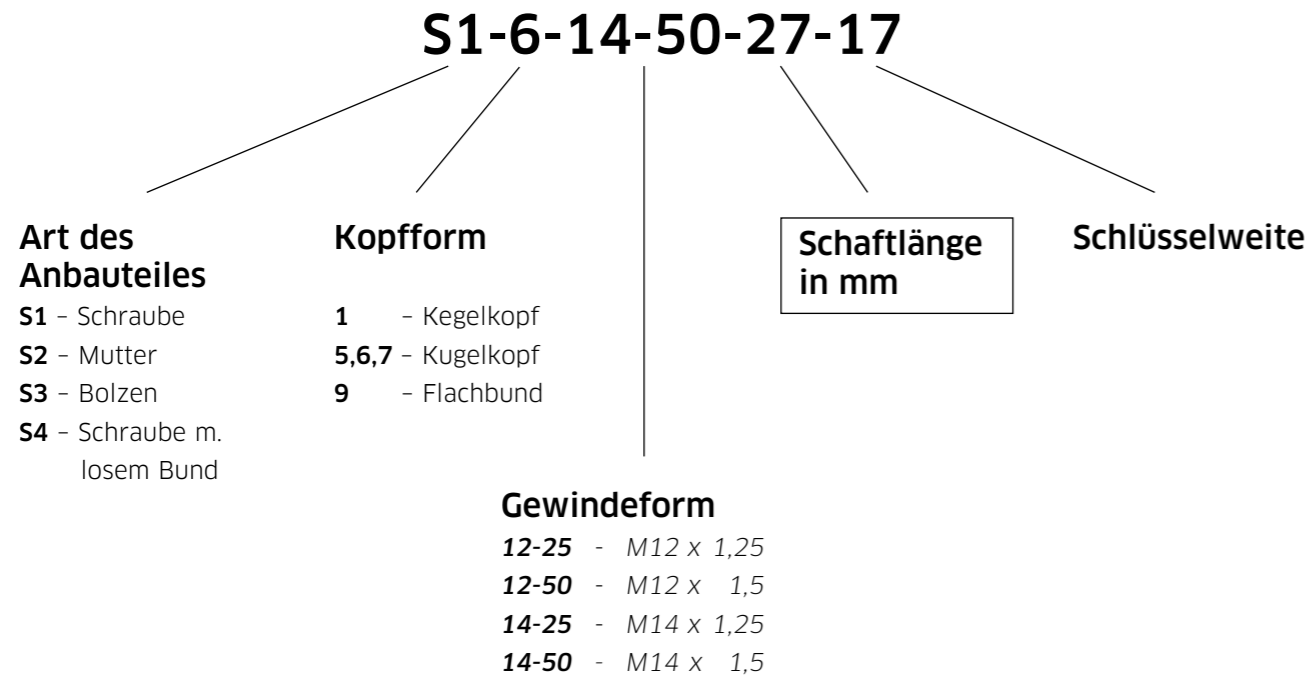 S1-6-14-50-27-17
Art des
Anbauteiles
S1 – Schraube
S2 – Mutter
S3 – Bolzen
S4 – Schraube m.
losem Bund
Kopfform
1 – Kegelkopf
5,6,7 – Kugelkopf
9 – Flachbund
Schaftlänge
in mm
Schlüsselweite
Gewindeform
12-25 - M12 x 1,25
12-50 - M12 x 1,5
14-25 - M14 x 1,25
14-50 - M14 x 1,5